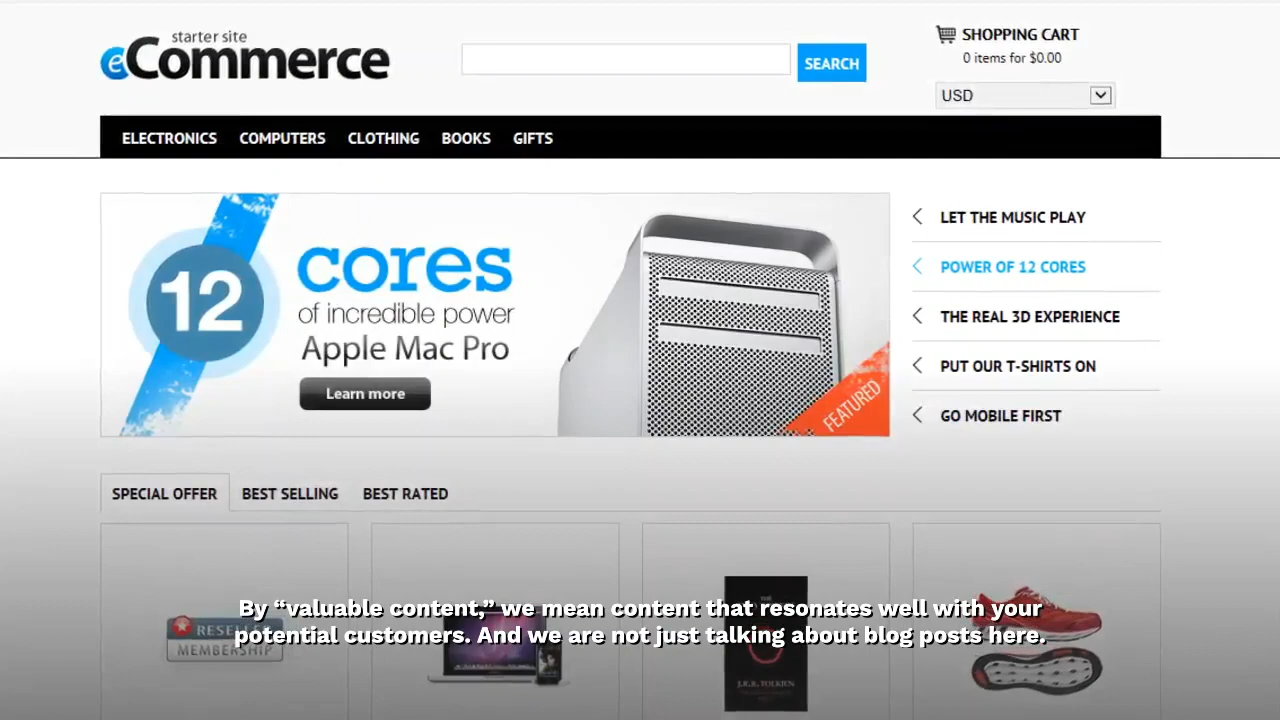 starter site
eCommerce
SEARCH
SHOPPING CART
0 items for $0.00
USD
ELECTRONICS COMPUTERS CLOTHING BOOKS GIFTS
12
cores
of incredible power
Apple Mac Pro
Learn more
FEATURED
LET THE MUSIC PLAY
POWER OF 12 CORES
THE REAL 3D EXPERIENCE
PUT OUR T-SHIRTS ON
GO MOBILE FIRST
SPECIAL OFFER BEST SELLING BEST RATED
By “valuable content,” we mean content that resonates well with your
potential customers. And we are not just talking about blog posts here.
MEMBERSHIP
J.R.R. TOLKIEN